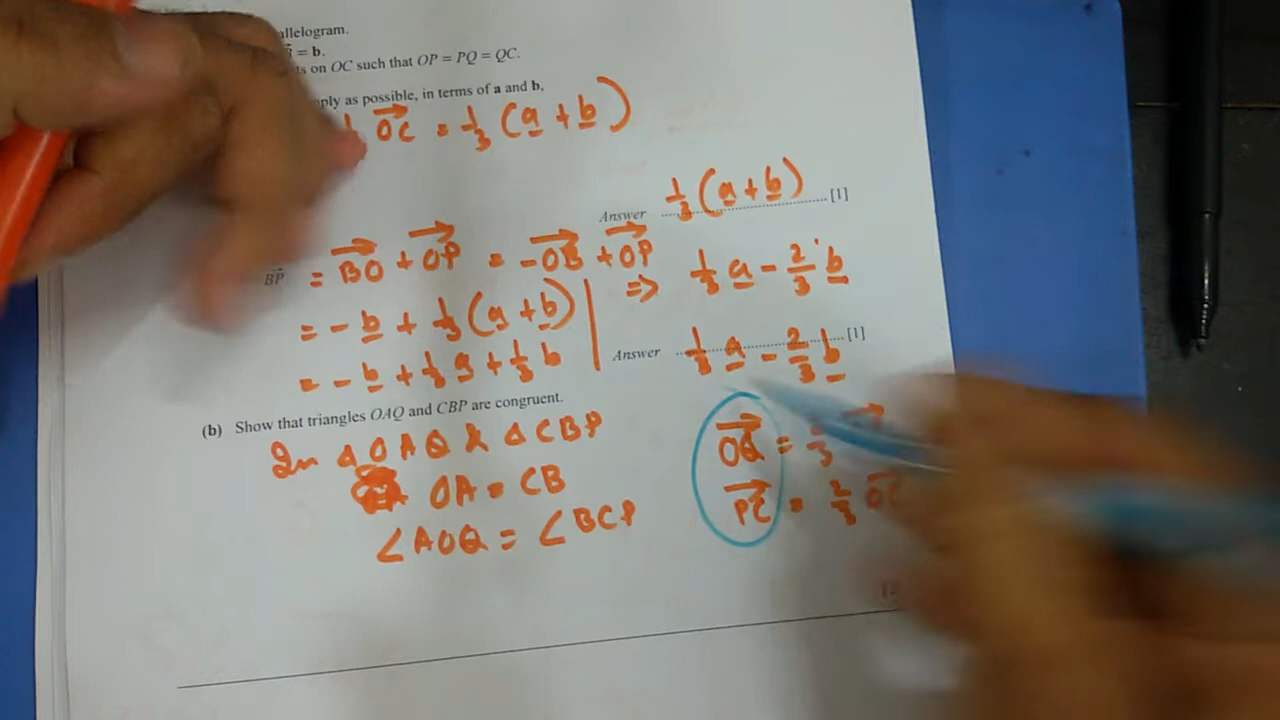 allelogram.
= b.
ts on OC such that OP = PQ = QC.
ply as possible, in terms of a and b,
OC = 1/3 (a + b)
Answer 1/3 (a + b) [1]
BP = BO + OP = -OB + OP
= -b + 1/3 (a + b) | => 1/3 a - 2/3 b
= -b + 1/3 a + 1/3 b
Answer 1/3 a - 2/3 b [1]
(b) Show that triangles OAQ and CBP are congruent.
In △OAQ & △CBP
OA = CB
∠AOQ = ∠BCP
OQ =
PC = 2/3